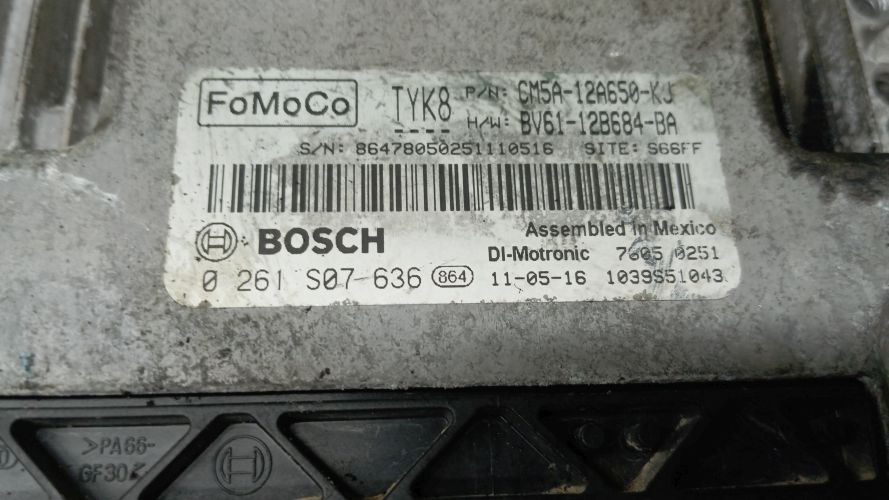 FoMoCo
TYK8
P/N: CM5A-12A650-KJ
H/W: BV61-12B684-BA
S/N: 86478050251110516 SITE: S66FF
BOSCH
Assembled in Mexico
DI-Motronic 7605 0251
0 261 S07-636 864 11-05-16 1039S51043
>PA66-
GF30<